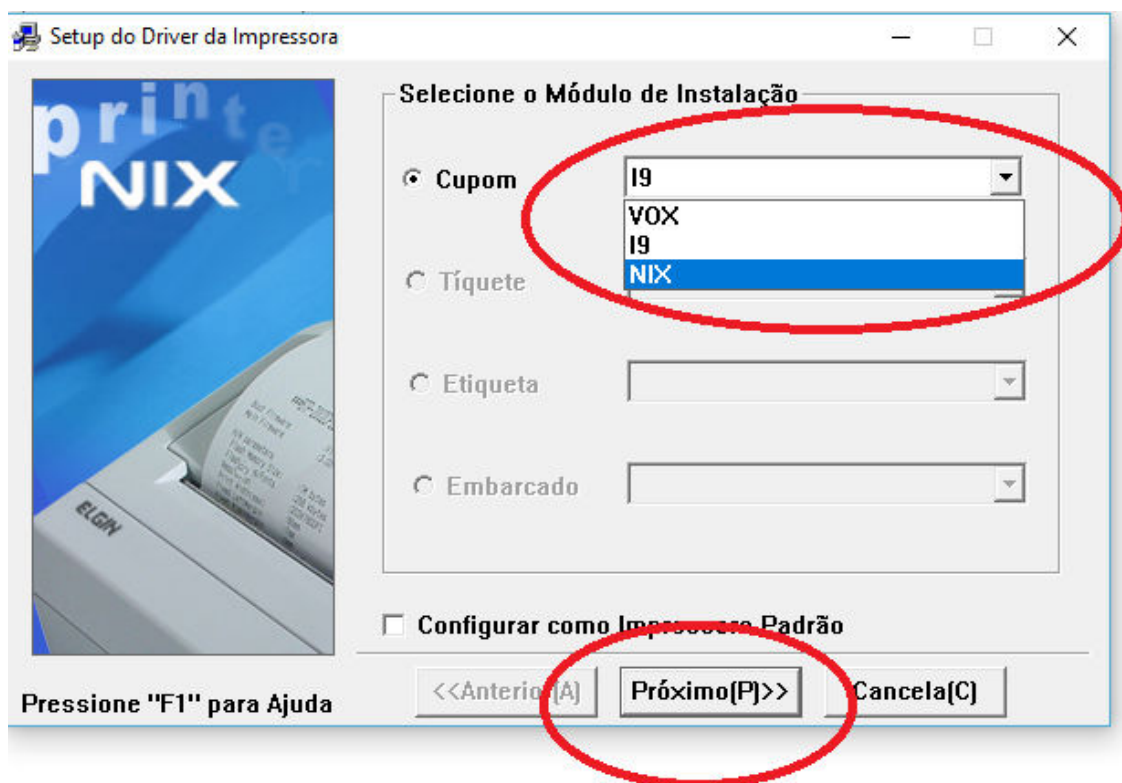 Setup do Driver da Impressora
printer
NIX
ELGIN
Selecione o Módulo de Instalação
Cupom
I9
VOX
I9
NIX
Tíquete
Etiqueta
Embarcado
Configurar como Impressora Padrão
Pressione "F1" para Ajuda
<<Anterior(A)
Próximo(P)>>
Cancela(C)